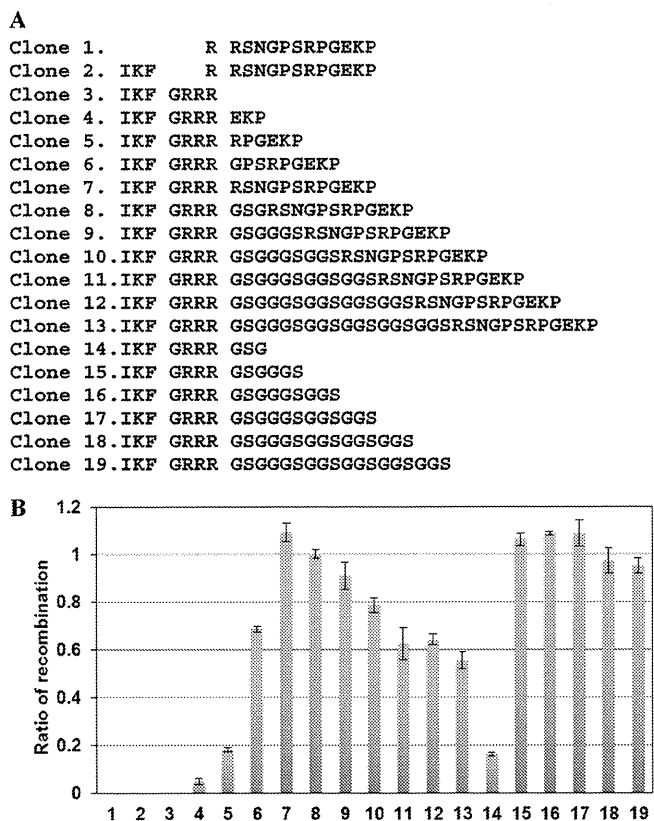 A
Clone 1. R RSNGPSRPGEKP
Clone 2. IKF R RSNGPSRPGEKP
Clone 3. IKF GRRR
Clone 4. IKF GRRR EKP
Clone 5. IKF GRRR RPGEKP
Clone 6. IKF GRRR GPSRPGEKP
Clone 7. IKF GRRR RSNGPSRPGEKP
Clone 8. IKF GRRR GSGRSNGPSRPGEKP
Clone 9. IKF GRRR GSGGGSRSNGPSRPGEKP
Clone 10.IKF GRRR GSGGGSGGSRSNGPSRPGEKP
Clone 11.IKF GRRR GSGGGSGGSGGSRSNGPSRPGEKP
Clone 12.IKF GRRR GSGGGSGGSGGSGGSRSNGPSRPGEKP
Clone 13.IKF GRRR GSGGGSGGSGGSGGSGGSRSNGPSRPGEKP
Clone 14.IKF GRRR GSG
Clone 15.IKF GRRR GSGGGS
Clone 16.IKF GRRR GSGGGSGGS
Clone 17.IKF GRRR GSGGGSGGSGGS
Clone 18.IKF GRRR GSGGGSGGSGGSGGS
Clone 19.IKF GRRR GSGGGSGGSGGSGGSGGS
B
Ratio of recombination
1.2
1
0.8
0.6
0.4
0.2
0
1 2 3 4 5 6 7 8 9 10 11 12 13 14 15 16 17 18 19